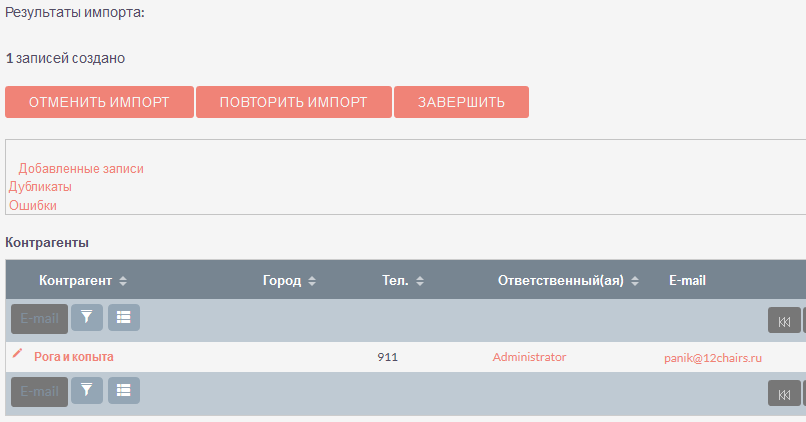 Результаты импорта:
1 записей создано
ОТМЕНИТЬ ИМПОРТ ПОВТОРИТЬ ИМПОРТ ЗАВЕРШИТЬ
Добавленные записи
Дубликаты
Ошибки
Контрагенты
Контрагент Город Тел. Ответственный(ая) E-mail
E-mail
Рога и копыта 911 Administrator panik@12chairs.ru
E-mail